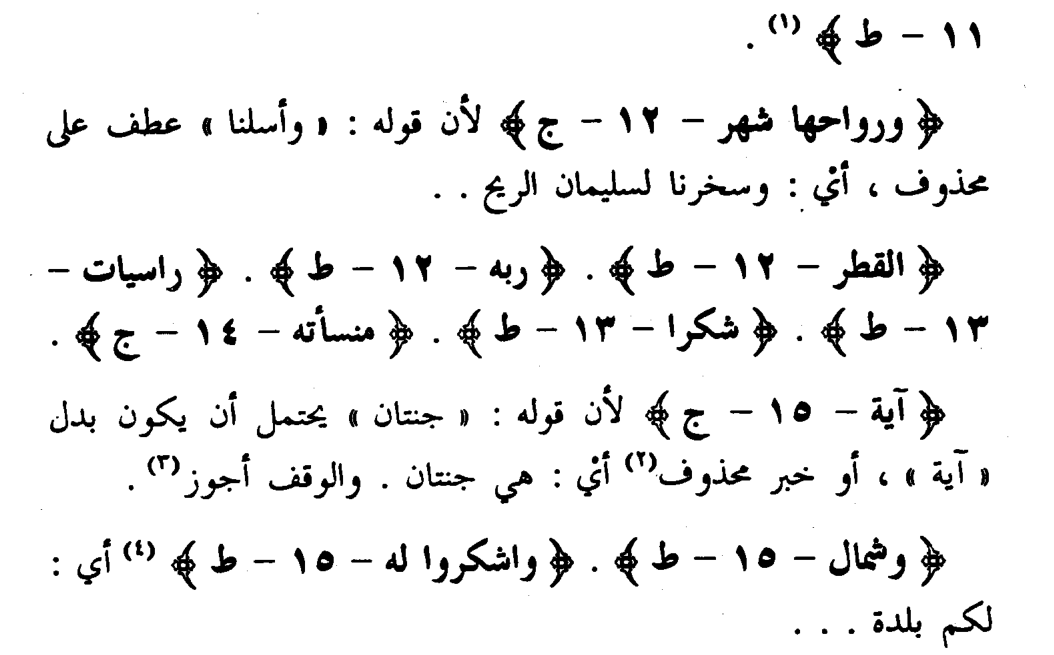 ١١ – ط ﴾ (١) .
﴿ ورواحها شهر – ١٢ – ج ﴾ لأن قوله : « وأسلنا » عطف على
محذوف ، أيْ : وسخرنا لسليمان الريح . .
﴿ القطر – ١٢ – ط ﴾ . ﴿ ربه – ١٢ – ط ﴾ . ﴿ راسيات –
١٣ – ط ﴾ . ﴿ شكرا – ١٣ – ط ﴾ . ﴿ منسأته – ١٤ – ج ﴾ .
﴿ آية – ١٥ – ج ﴾ لأن قوله : « جنتان » يحتمل أن يكون بدل
« آية » ، أو خبر محذوف(٢) أيْ : هي جنتان . والوقف أجوز(٣) .
﴿ وشمال – ١٥ – ط ﴾ . ﴿ واشكروا له – ١٥ – ط ﴾ (٤) أي :
لكم بلدة . . .